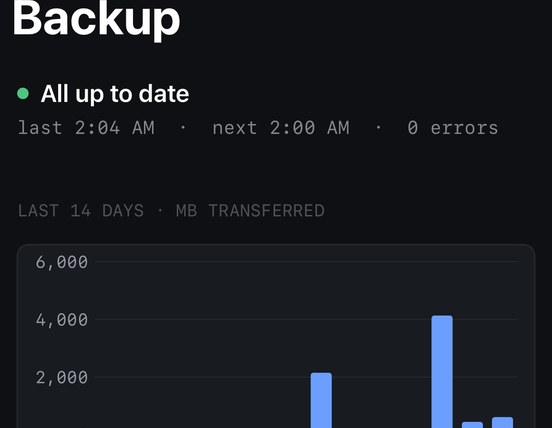 Backup
All up to date
last 2:04 AM · next 2:00 AM · 0 errors
LAST 14 DAYS · MB TRANSFERRED
6,000
4,000
2,000